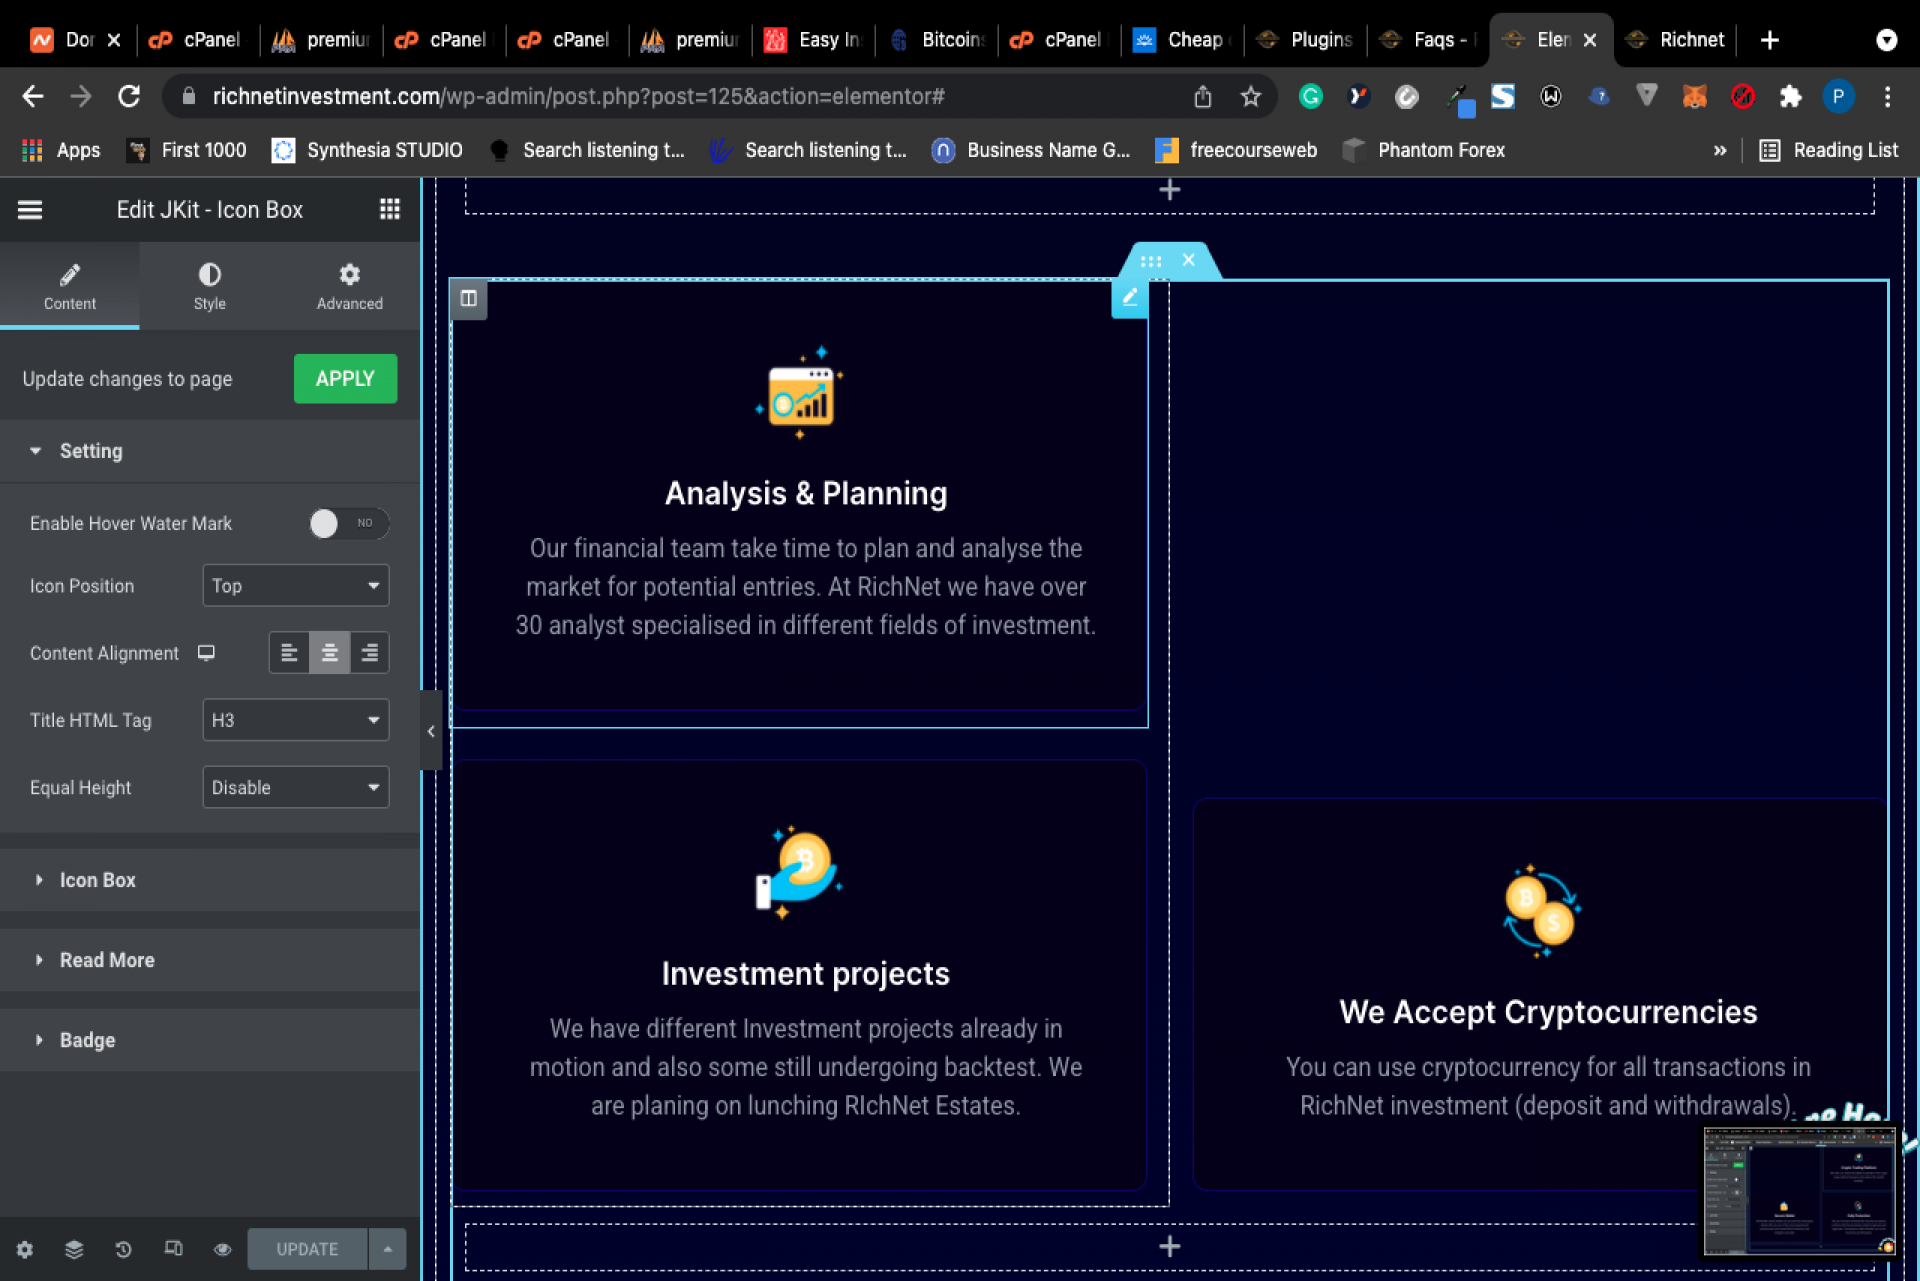 Dor
cPanel
premiur
cPanel
cPanel
premiur
Easy In
Bitcoins
cPanel
Cheap
Plugins
Faqs -
Elen
Richnet
richnetinvestment.com/wp-admin/post.php?post=125&action=elementor#
P
Apps
First 1000
Synthesia STUDIO
Search listening t...
Search listening t...
Business Name G...
freecourseweb
Phantom Forex
»
Reading List
Edit JKit - Icon Box
Content
Style
Advanced
Update changes to page
APPLY
Setting
Enable Hover Water Mark
NO
Icon Position
Top
Content Alignment
Title HTML Tag
H3
Equal Height
Disable
Icon Box
Read More
Badge
UPDATE
Analysis & Planning
Our financial team take time to plan and analyse the
market for potential entries. At RichNet we have over
30 analyst specialised in different fields of investment.
Investment projects
We have different Investment projects already in
motion and also some still undergoing backtest. We
are planing on lunching RIchNet Estates.
We Accept Cryptocurrencies
You can use cryptocurrency for all transactions in
RichNet investment (deposit and withdrawals).